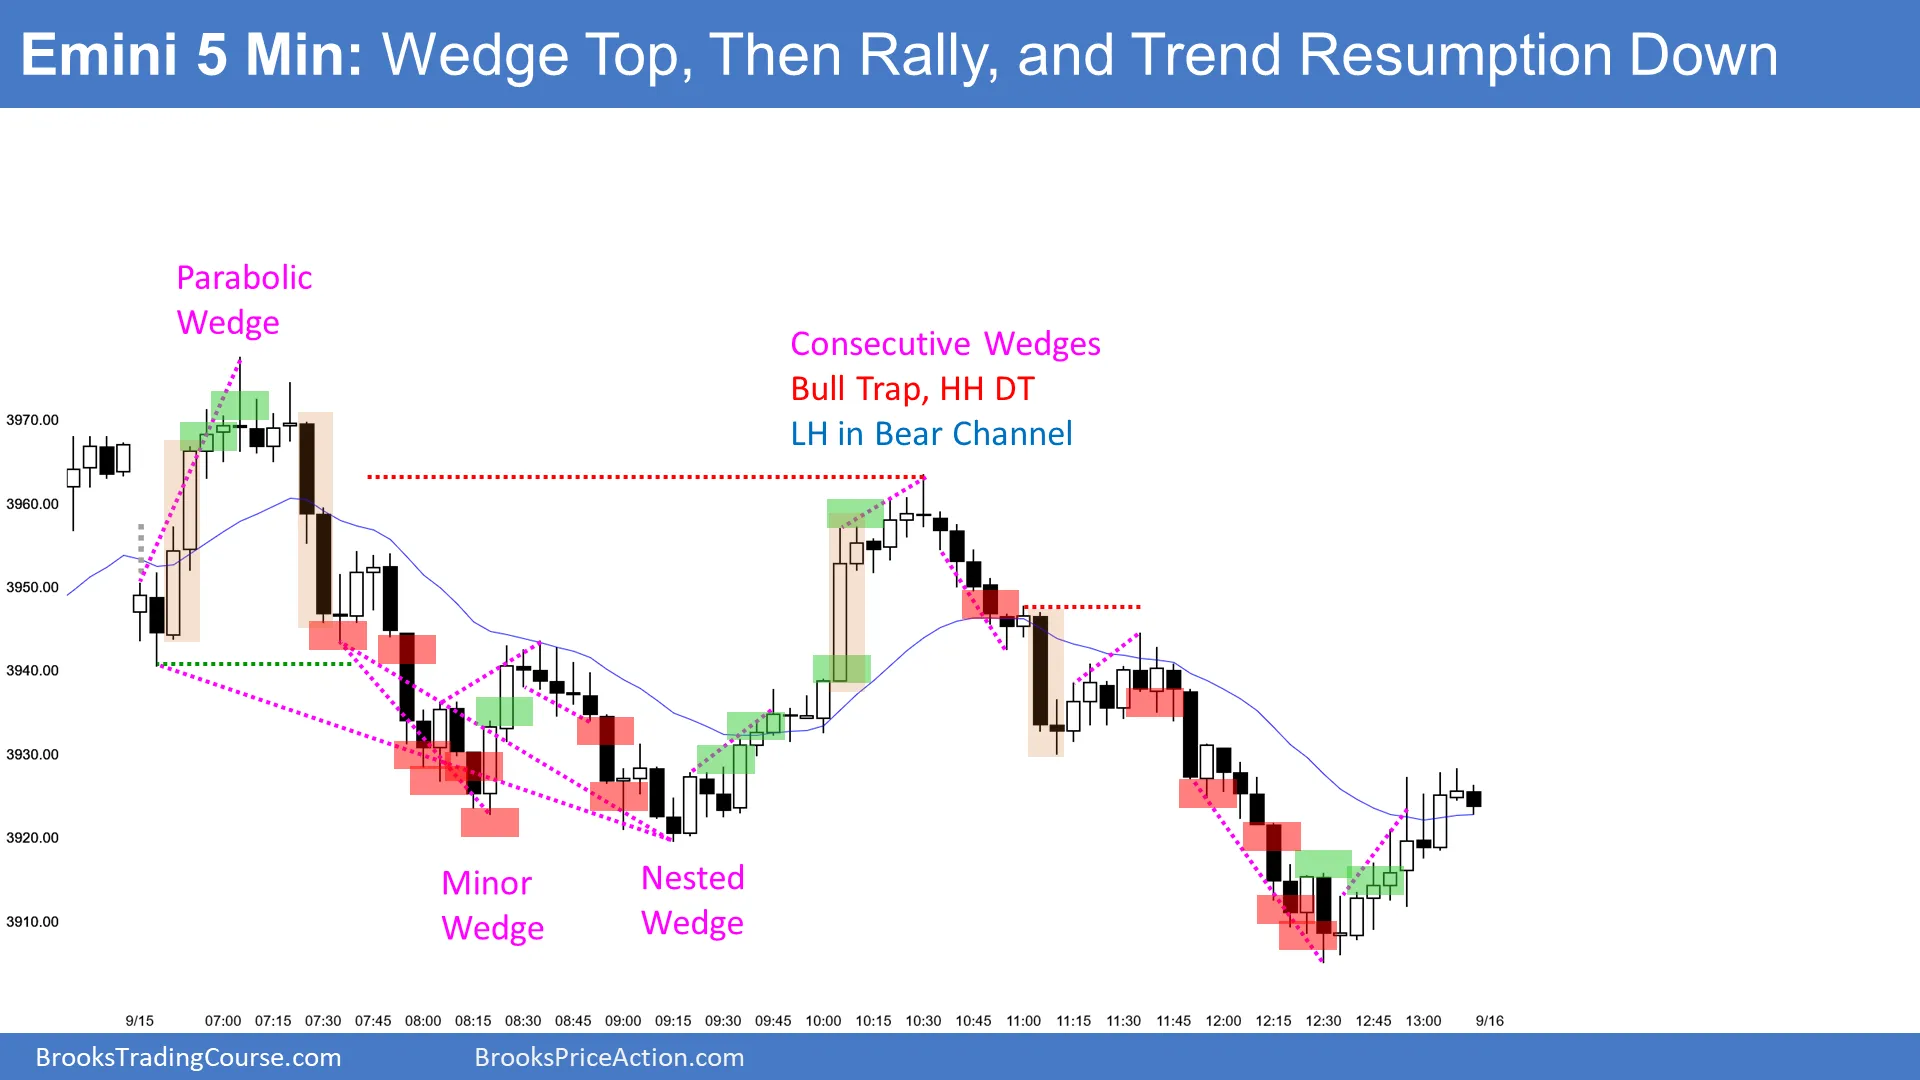 Emini 5 Min: Wedge Top, Then Rally, and Trend Resumption Down
Parabolic
Wedge
Consecutive Wedges
Bull Trap, HH DT
LH in Bear Channel
3970.00
3960.00
3950.00
3940.00
3930.00
3920.00
3910.00
Minor
Wedge
Nested
Wedge
9/15 07:00 07:15 07:30 07:45 08:00 08:15 08:30 08:45 09:00 09:15 09:30 09:45 10:00 10:15 10:30 10:45 11:00 11:15 11:30 11:45 12:00 12:15 12:30 12:45 13:00 9/16
BrooksTradingCourse.com BrooksPriceAction.com